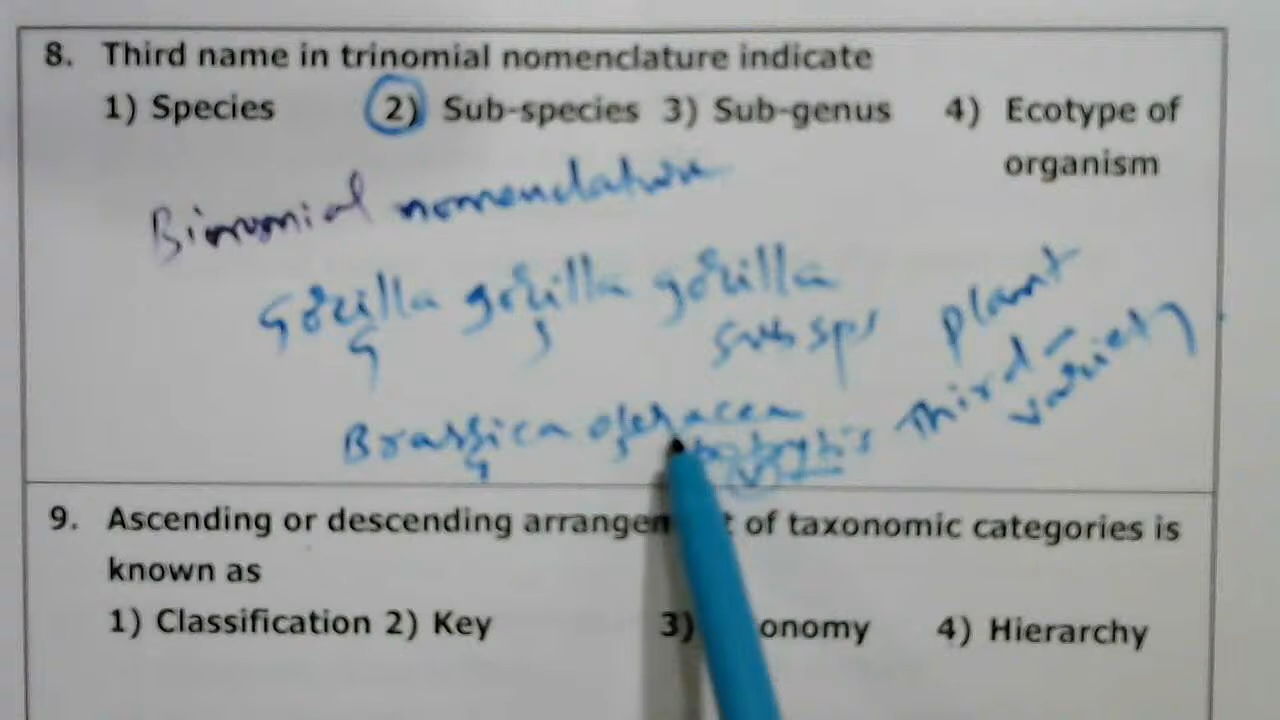 8. Third name in trinomial nomenclature indicate
1) Species 2) Sub-species 3) Sub-genus 4) Ecotype of
organism
Binomial nomenclature
Gorilla gorilla gorilla
G S sub sps
plant
Third -
variety
Brassica oleracea
G S V
9. Ascending or descending of taxonomic categories is
known as
1) Classification 2) Key 3) 4) Hierarchy